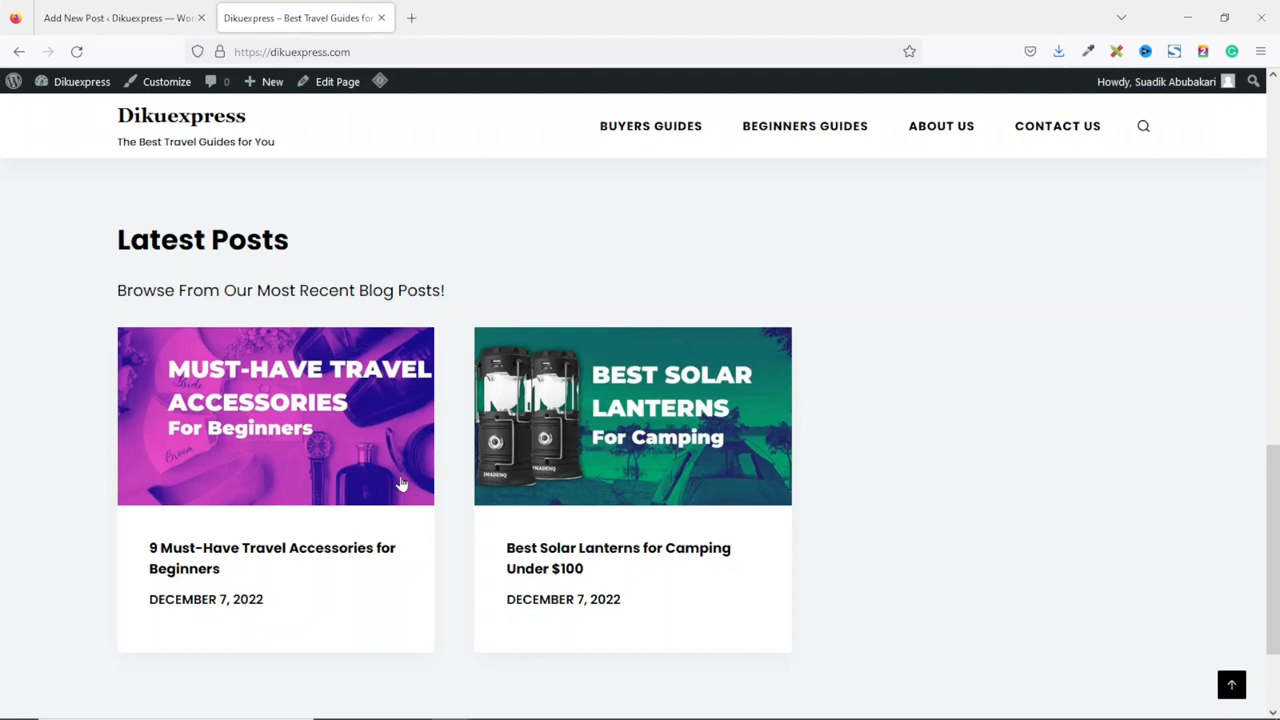 Add New Post ‹ Dikuexpress — Wor
Dikuexpress – Best Travel Guides for
https://dikuexpress.com
Dikuexpress
Customize
0
New
Edit Page
Howdy, Suadik Abubakari
Dikuexpress
The Best Travel Guides for You
BUYERS GUIDES
BEGINNERS GUIDES
ABOUT US
CONTACT US
Latest Posts
Browse From Our Most Recent Blog Posts!
MUST-HAVE TRAVEL
ACCESSORIES
For Beginners
BEST SOLAR
LANTERNS
For Camping
9 Must-Have Travel Accessories for
Beginners
DECEMBER 7, 2022
Best Solar Lanterns for Camping
Under $100
DECEMBER 7, 2022